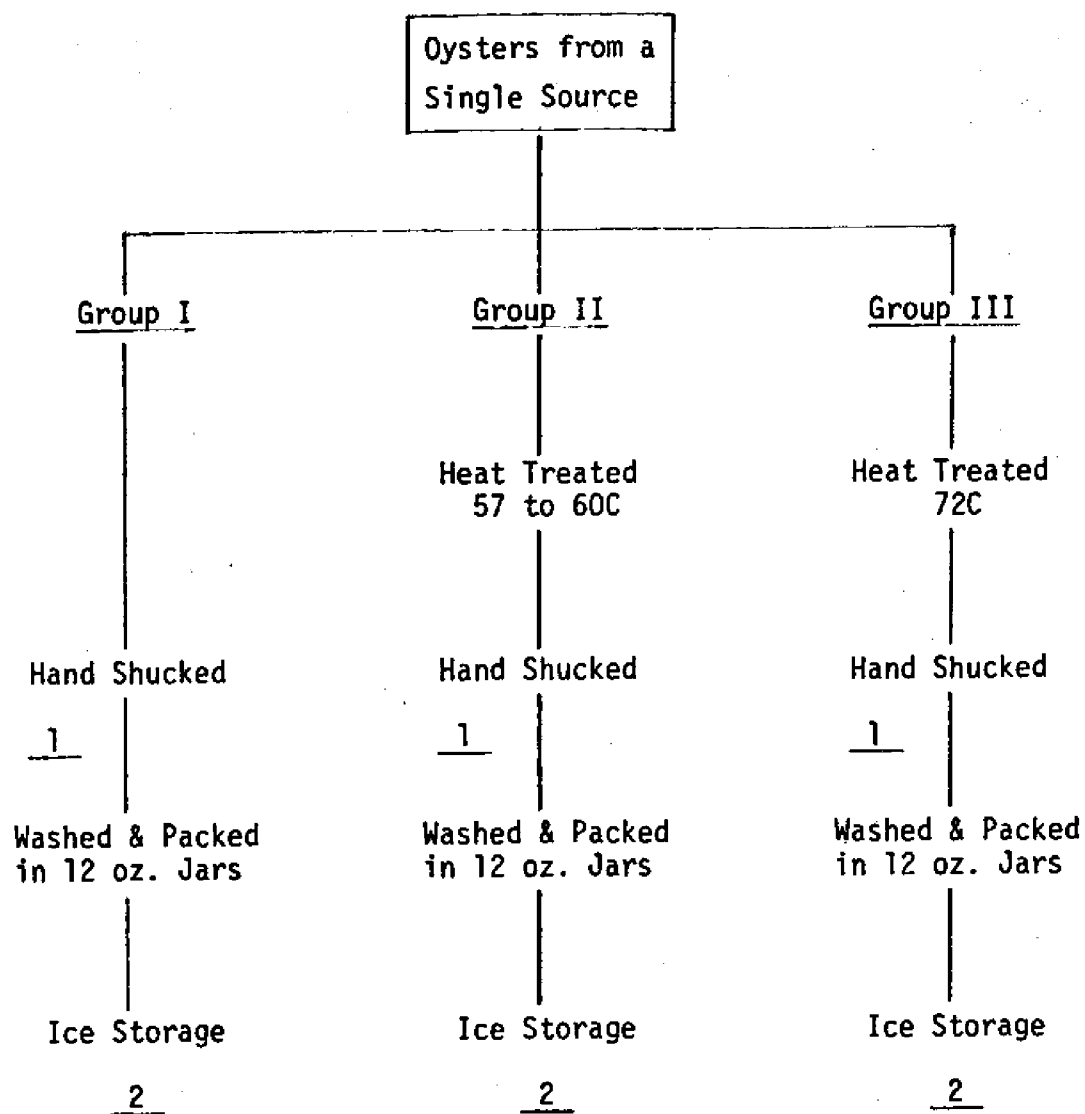 Oysters from a
Single Source
Group I
Group II
Group III
Heat Treated
57 to 60C
Heat Treated
72C
Hand Shucked
Hand Shucked
Hand Shucked
1
1
1
Washed & Packed
in 12 oz. Jars
Washed & Packed
in 12 oz. Jars
Washed & Packed
in 12 oz. Jars
Ice Storage
Ice Storage
Ice Storage
2
2
2